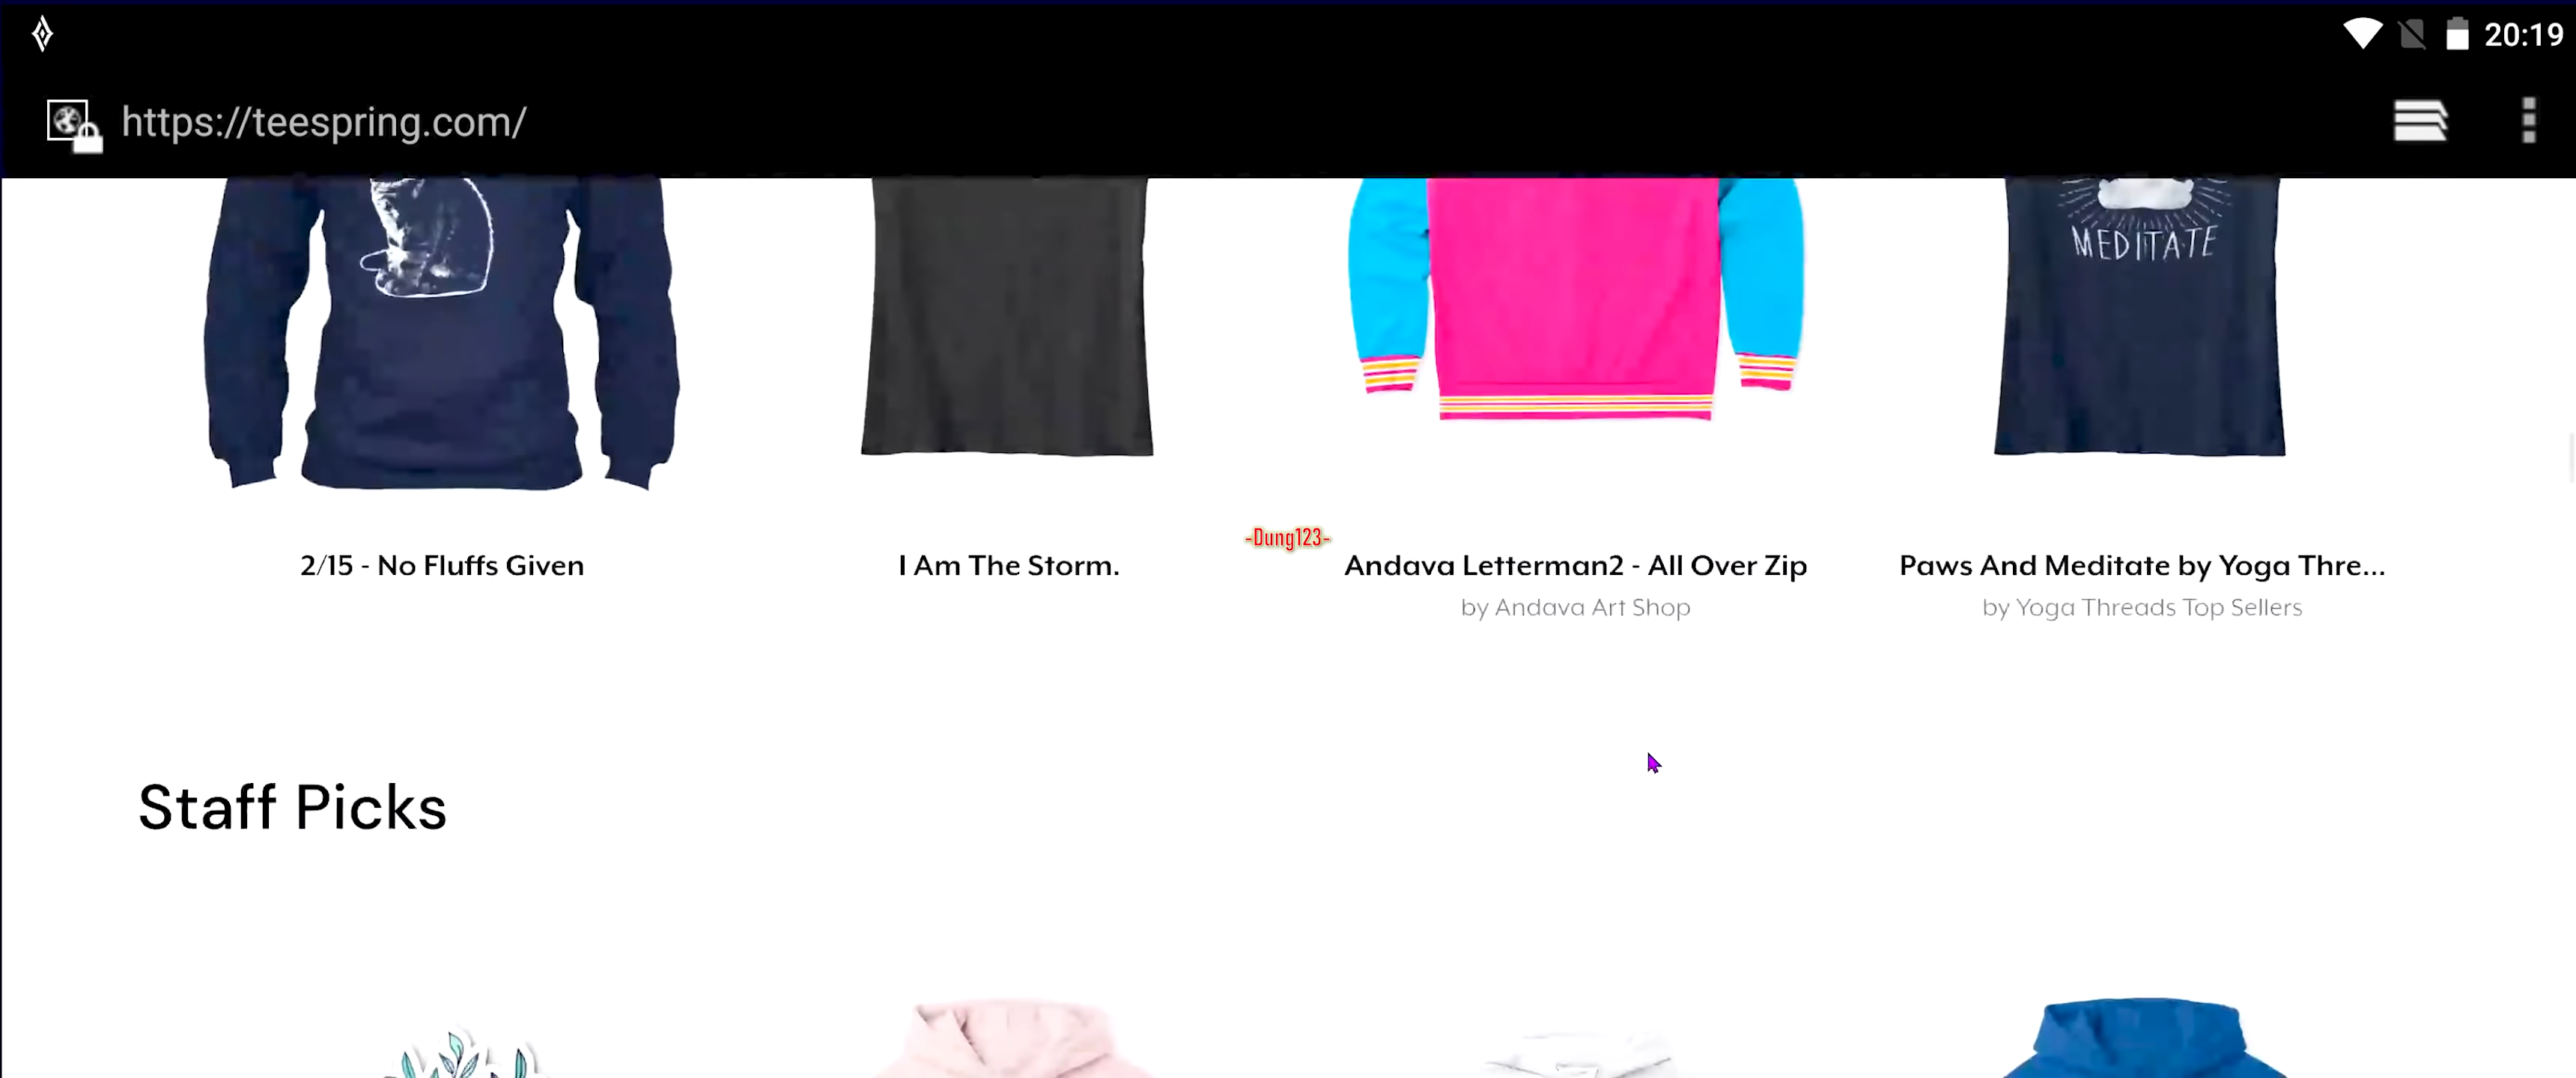 20:19
https://teespring.com/
MEDITATE
-Dung123-
2/15 - No Fluffs Given
I Am The Storm.
Andava Letterman2 - All Over Zip
Paws And Meditate by Yoga Thre...
by Andava Art Shop
by Yoga Threads Top Sellers
Staff Picks